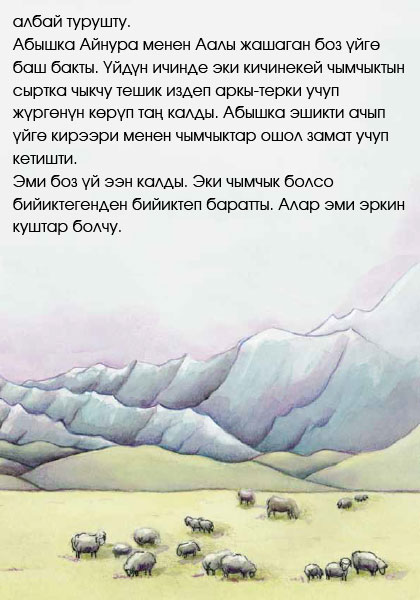 албай турушту.
Абышка Айнура менен Аалы жашаган боз үйгө
баш бакты. Үйдүн ичинде эки кичинекей чымчыктын
сыртка чыкчу тешик издеп аркы-терки учуп
жүргөнүн көрүп таң калды. Абышка эшикти ачып
үйгө кирээри менен чымчыктар ошол замат учуп
кетишти.
Эми боз үй ээн калды. Эки чымчык болсо
бийиктегенден бийиктеп баратты. Алар эми эркин
куштар болчу.